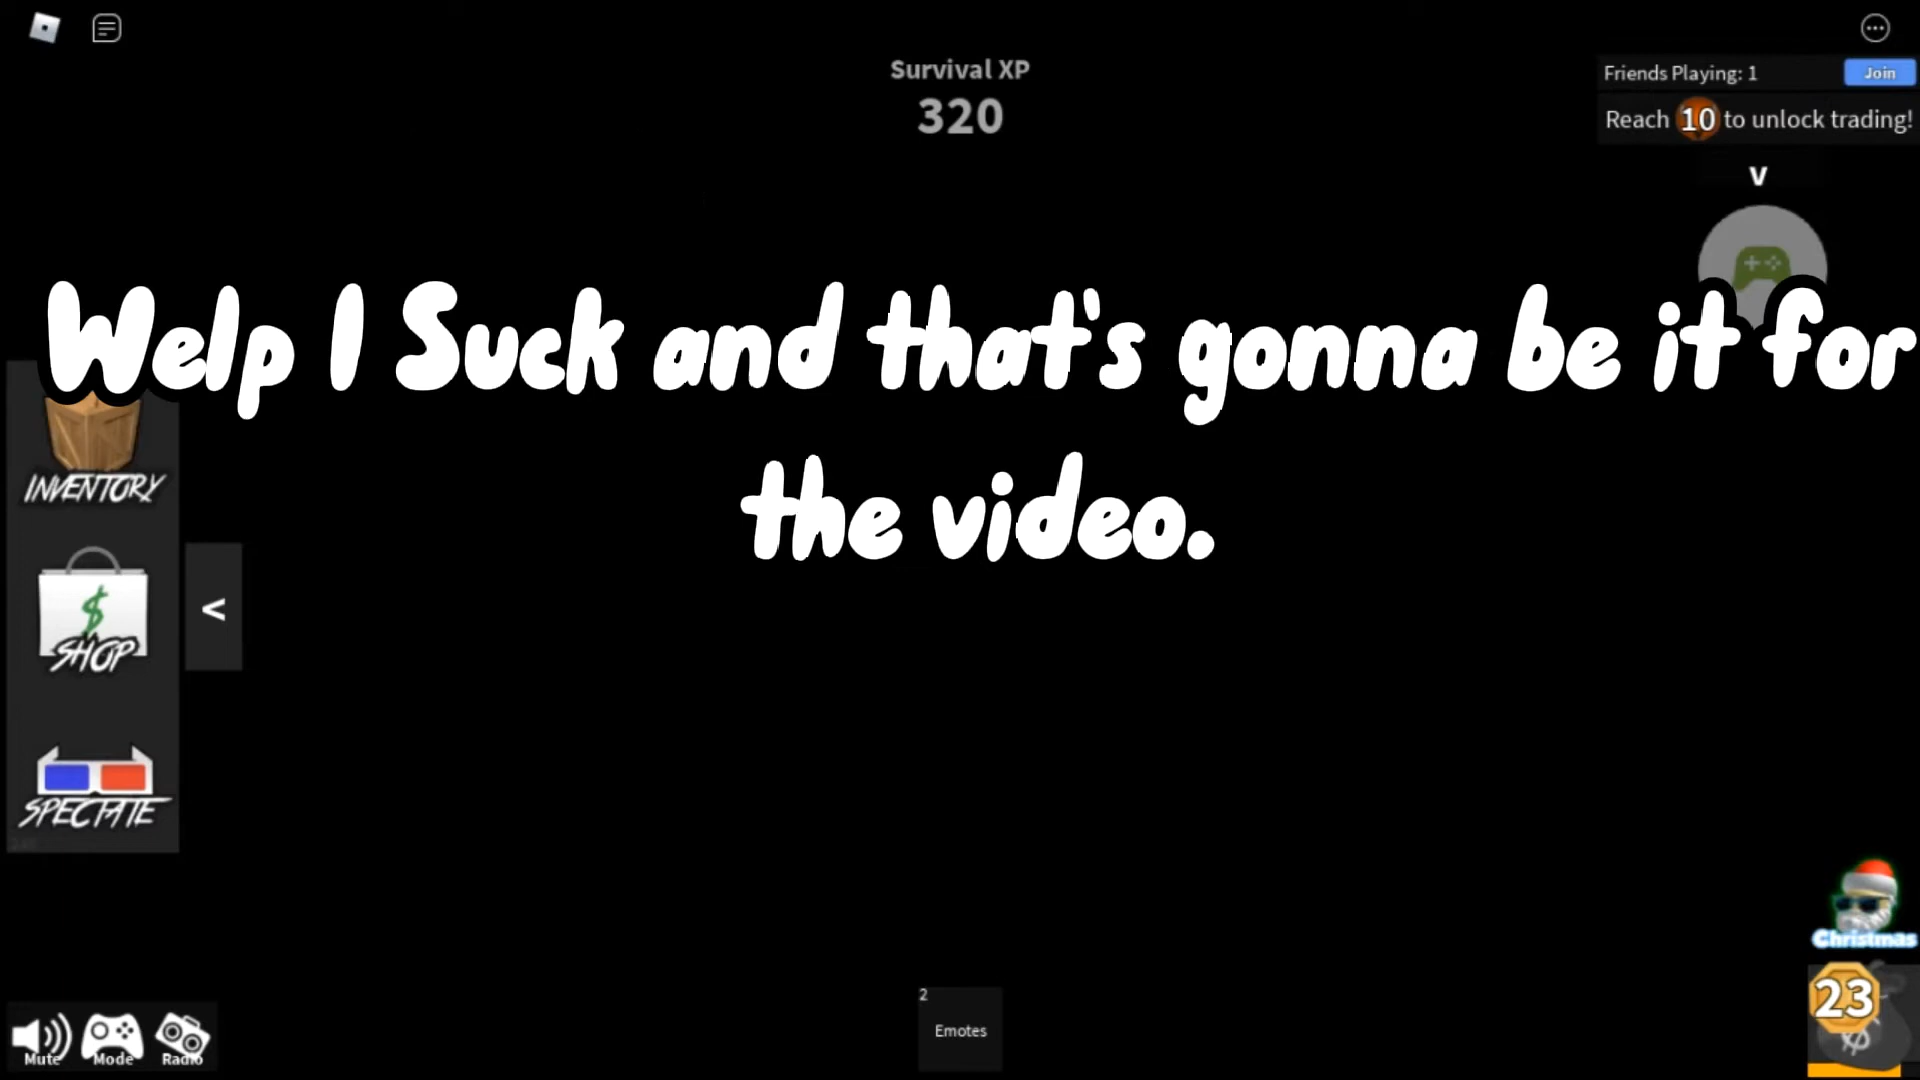 Survival XP
320
Friends Playing: 1
Join
Reach 10 to unlock trading!
V
Welp I Suck and that's gonna be it for
the video.
INVENTORY
SHOP
<
SPECTATE
Christmas
23
2
Emotes
Mute
Mode
Radio